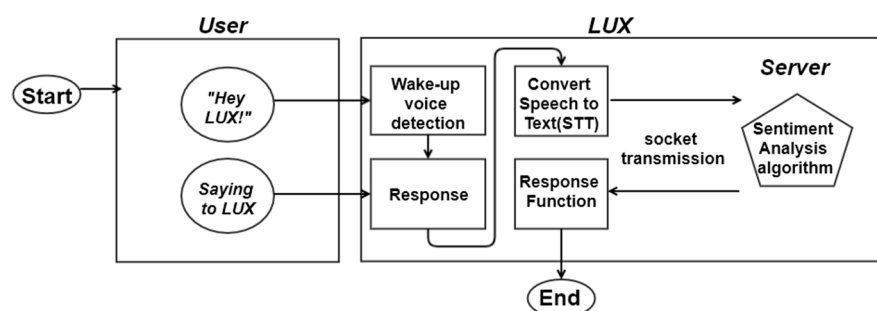 User
LUX
Start
"Hey
LUX!"
Wake-up
voice
detection
Convert
Speech to
Text(STT)
Server
Sentiment
Analysis
algorithm
socket
transmission
Saying
to LUX
Response
Response
Function
End